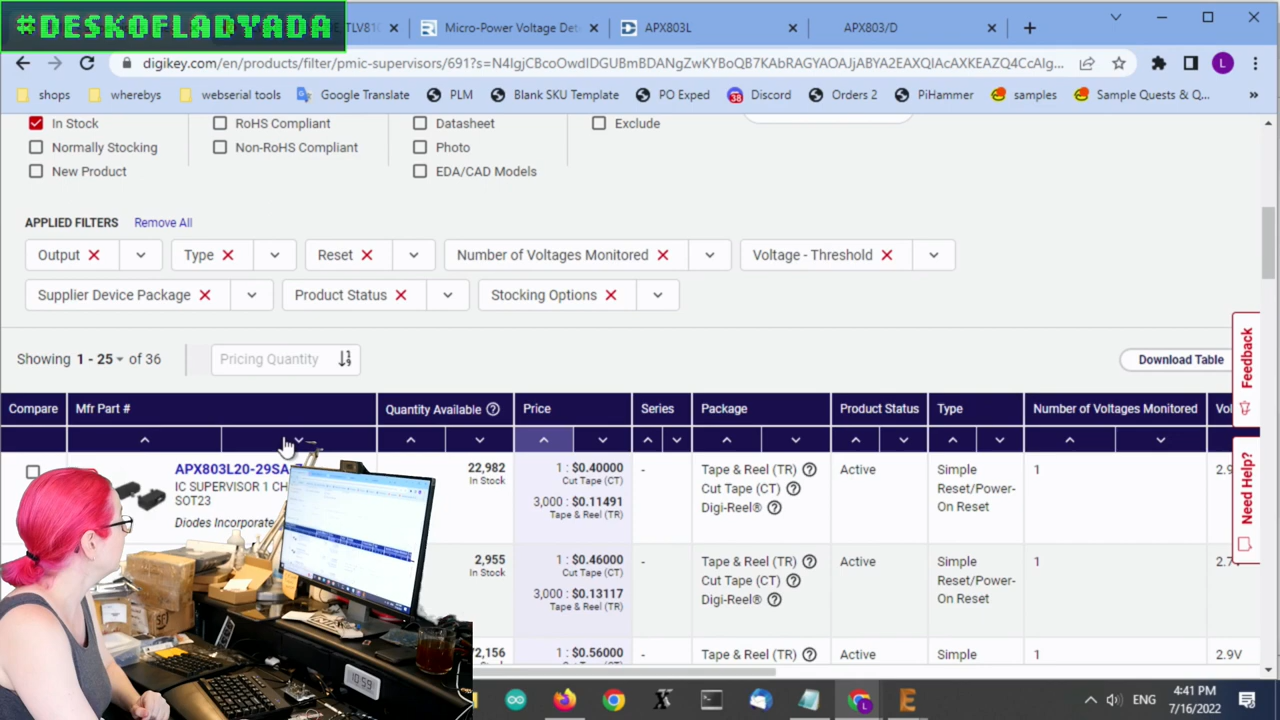 #DESKOFLADYADA
TLV810
Micro-Power Voltage Det
APX803L
APX803/D
digikey.com/en/products/filter/pmic-supervisors/691?s=N4IgjCBcoOwdIDGUBmBDANgZwKYBoQB7KAbRAGYAOAJjABYA2EAXQIAcAXKEAZQ4CcAlg...
shops
wherebys
webserial tools
Google Translate
PLM
Blank SKU Template
PO Exped
Discord
Orders 2
PiHammer
samples
Sample Quests & Q...
»
In Stock
RoHS Compliant
Datasheet
Exclude
Normally Stocking
Non-RoHS Compliant
Photo
New Product
EDA/CAD Models
APPLIED FILTERS Remove All
Output
Type
Reset
Number of Voltages Monitored
Voltage - Threshold
Supplier Device Package
Product Status
Stocking Options
Showing 1 - 25 of 36
Pricing Quantity
Download Table
Feedback
Need Help?
Compare
Mfr Part #
Quantity Available
Price
Series
Package
Product Status
Type
Number of Voltages Monitored
APX803L20-29SA
IC SUPERVISOR 1 CH
SOT23
Diodes Incorporate
22,982
In Stock
1 : $0.40000
Cut Tape (CT)
3,000 : $0.11491
Tape & Reel (TR)
-
Tape & Reel (TR)
Cut Tape (CT)
Digi-Reel®
Active
Simple
Reset/Power-
On Reset
1
2,955
In Stock
1 : $0.46000
Cut Tape (CT)
3,000 : $0.13117
Tape & Reel (TR)
-
Tape & Reel (TR)
Cut Tape (CT)
Digi-Reel®
Active
Simple
Reset/Power-
On Reset
1
1 : $0.56000
Cut Tape (CT)
-
Tape & Reel (TR)
Active
Simple
1
2.9V
10:59
ENG
4:41 PM
7/16/2022